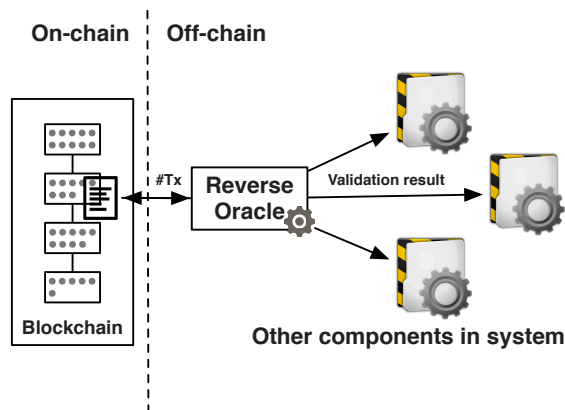 On-chain
Off-chain
#Tx
Reverse
Oracle
Validation result
Blockchain
Other components in system